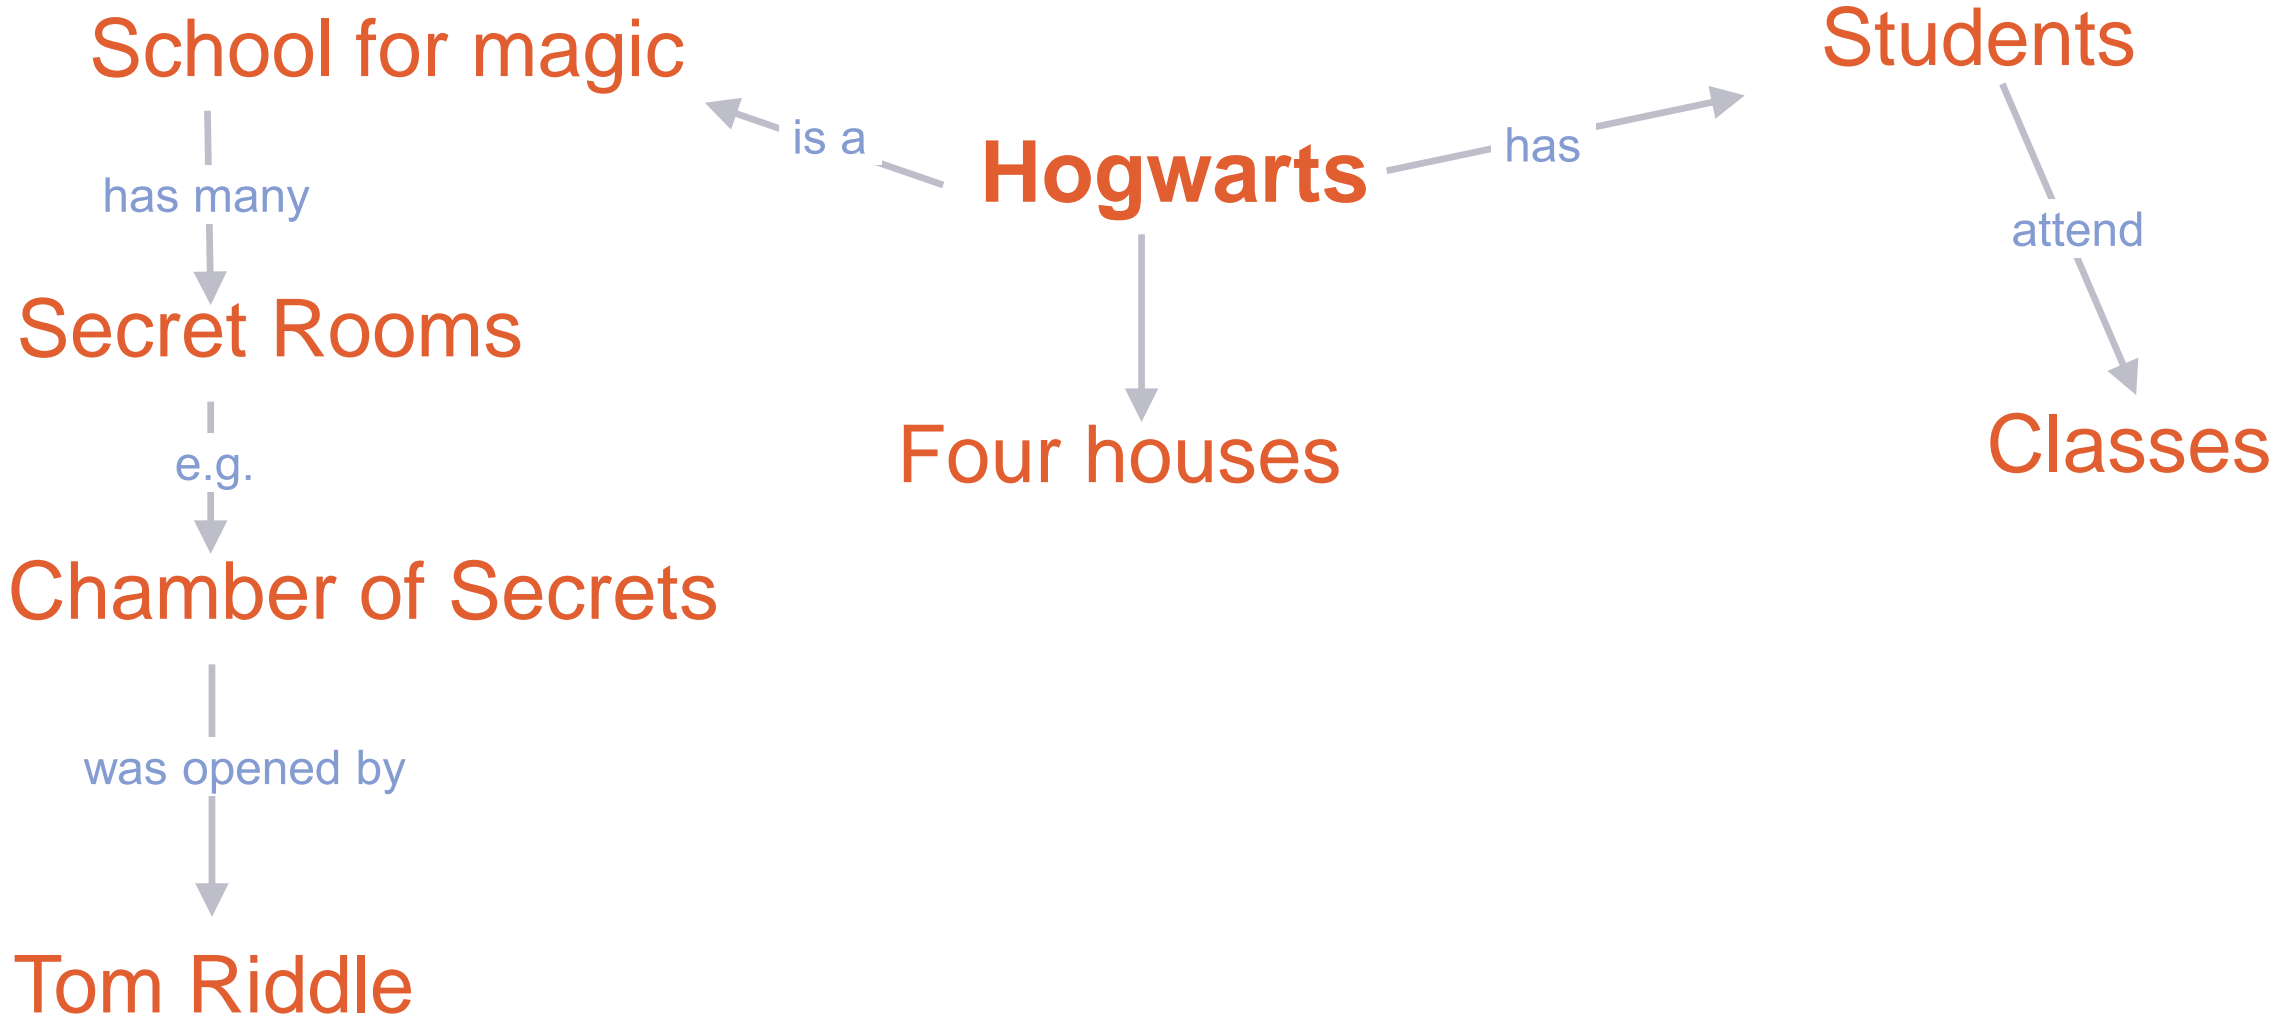 School for magic
Students
is a
has
Hogwarts
has many
attend
Secret Rooms
Four houses
Classes
e.g.
Chamber of Secrets
was opened by
Tom Riddle